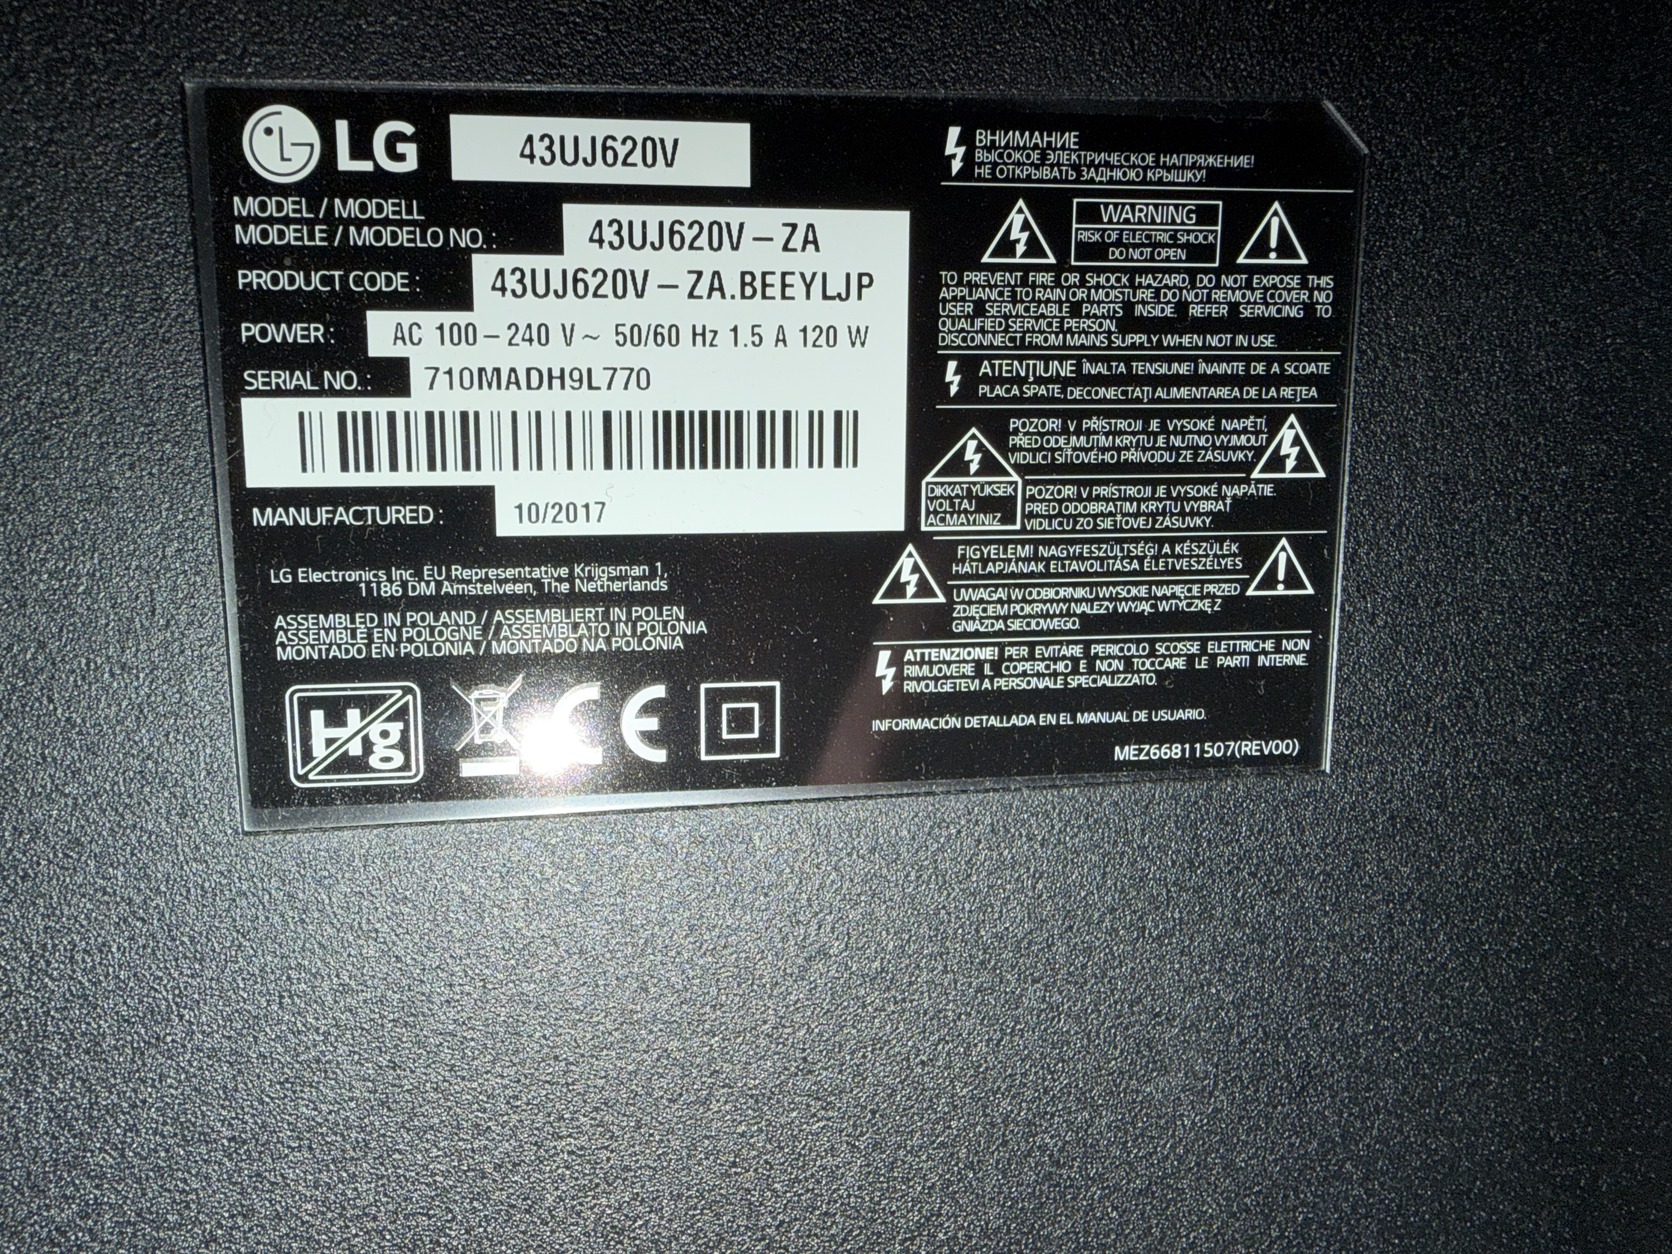 LG 43UJ620V
MODEL / MODELL
MODELE / MODELO NO.: 43UJ620V-ZA
PRODUCT CODE : 43UJ620V-ZA.BEEYLJP
POWER : AC 100-240 V~ 50/60 Hz 1.5 A 120 W
SERIAL NO. : 710MADH9L770
MANUFACTURED : 10/2017
LG Electronics Inc. EU Representative Krijgsman 1,
1186 DM Amstelveen, The Netherlands
ASSEMBLED IN POLAND / ASSEMBLIERT IN POLEN
ASSEMBLÉ EN POLOGNE / ASSEMBLATO IN POLONIA
MONTADO EN POLONIA / MONTADO NA POLÓNIA
Hg
CE
ВНИМАНИЕ
ВЫСОКОЕ ЭЛЕКТРИЧЕСКОЕ НАПРЯЖЕНИЕ!
НЕ ОТКРЫВАТЬ ЗАДНЮЮ КРЫШКУ!
WARNING
RISK OF ELECTRIC SHOCK
DO NOT OPEN
TO PREVENT FIRE OR SHOCK HAZARD, DO NOT EXPOSE THIS
APPLIANCE TO RAIN OR MOISTURE. DO NOT REMOVE COVER. NO
USER SERVICEABLE PARTS INSIDE. REFER SERVICING TO
QUALIFIED SERVICE PERSON.
DISCONNECT FROM MAINS SUPPLY WHEN NOT IN USE.
ATENŢIUNE ÎNALTA TENSIUNE! ÎNAINTE DE A SCOATE
PLACA SPATE, DECONECTAŢI ALIMENTAREA DE LA REŢEA
POZOR! V PŘÍSTROJI JE VYSOKÉ NAPĚTÍ,
PŘED ODEJMUTÍM KRYTU JE NUTNO VYJMOUT
VIDLICI SÍŤOVÉHO PŘÍVODU ZE ZÁSUVKY.
DİKKAT YÜKSEK
VOLTAJ
ACMAYINIZ
POZOR! V PRÍSTROJI JE VYSOKÉ NAPÄTIE.
PRED ODOBRATIM KRYTU VYBRAŤ
VIDLICU ZO SIEŤOVEJ ZÁSUVKY.
FIGYELEM! NAGYFESZÜLTSÉG! A KÉSZÜLÉK
HÁTLAPJÁNAK ELTAVOLITÁSA ÉLETVESZÉLYES
UWAGA! W ODBIORNIKU WYSOKIE NAPIĘCIE PRZED
ZDJĘCIEM POKRYWY NALEZY WYJĄC WTYCZKĘ Z
GNIAZDA SIECIOWEGO.
ATTENZIONE! PER EVITARE PERICOLO SCOSSE ELETTRICHE NON
RIMUOVERE IL COPERCHIO E NON TOCCARE LE PARTI INTERNE.
RIVOLGETEVI A PERSONALE SPECIALIZZATO.
INFORMACIÓN DETALLADA EN EL MANUAL DE USUARIO.
MEZ66811507(REV00)